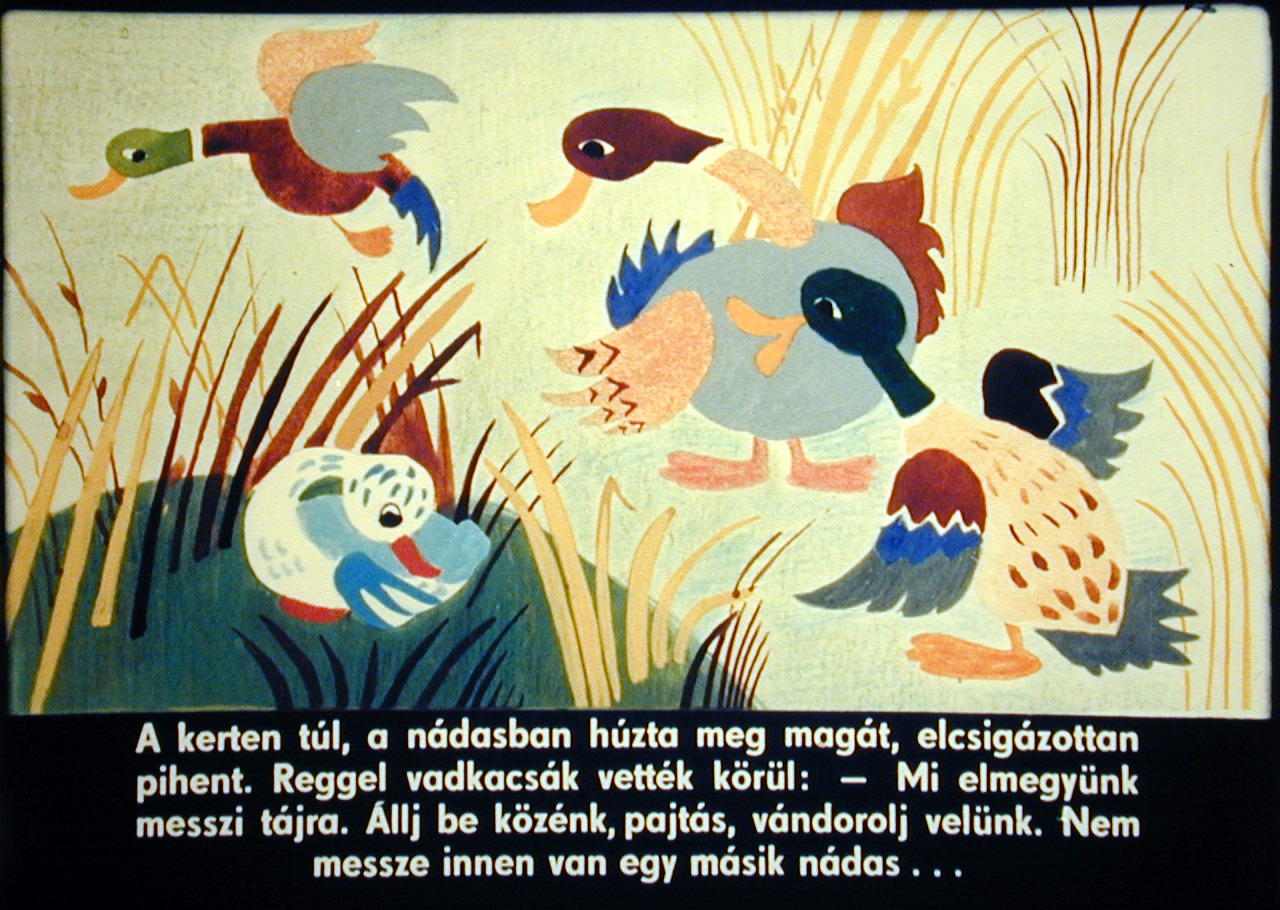 A kerten túl, a nádasban húzta meg magát, elcsigázottan
pihent. Reggel vadkacsák vették körül: — Mi elmegyünk
messzi tájra. Állj be közénk, pajtás, vándorolj velünk. Nem
messze innen van egy másik nádas . . .